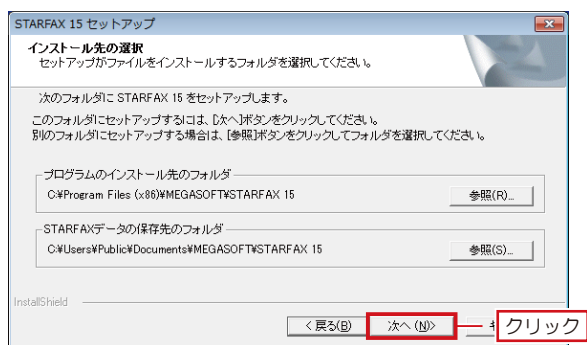 STARFAX 15 セットアップ
インストール先の選択
セットアップがファイルをインストールするフォルダを選択してください。
次のフォルダに STARFAX 15 をセットアップします。
このフォルダにセットアップするには、[次へ]ボタンをクリックしてください。
別のフォルダにセットアップする場合は、[参照]ボタンをクリックしてフォルダを選択してください。
プログラムのインストール先のフォルダ
C:¥Program Files (x86)¥MEGASOFT¥STARFAX 15
参照(R)...
STARFAXデータの保存先のフォルダ
C:¥Users¥Public¥Documents¥MEGASOFT¥STARFAX 15
参照(S)...
InstallShield
< 戻る(B) 次へ (N)> クリック